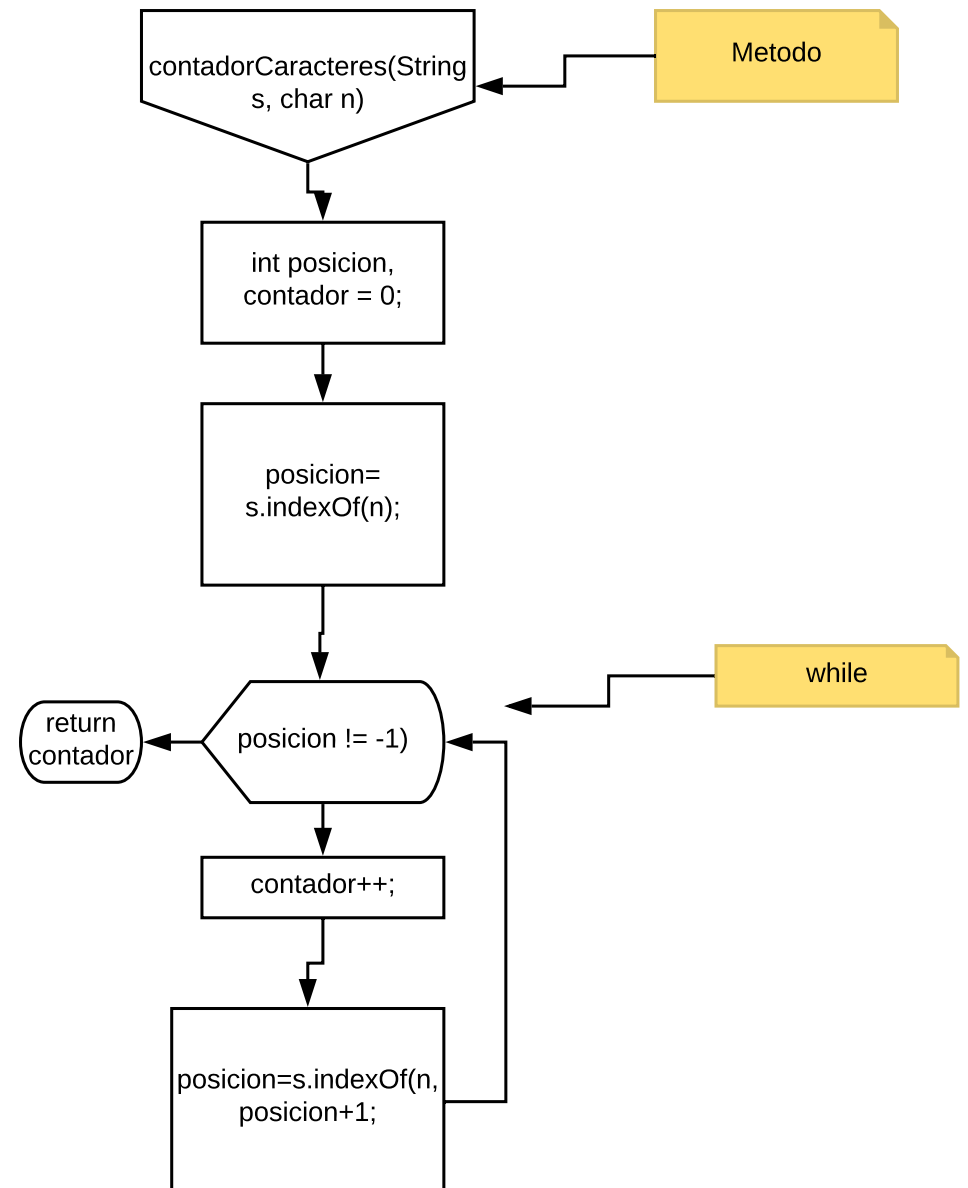 contadorCaracteres(String
s, char n)
Metodo
int posicion,
contador = 0;
posicion=
s.indexOf(n);
while
return
contador
posicion != -1)
contador++;
posicion=s.indexOf(n,
posicion+1;